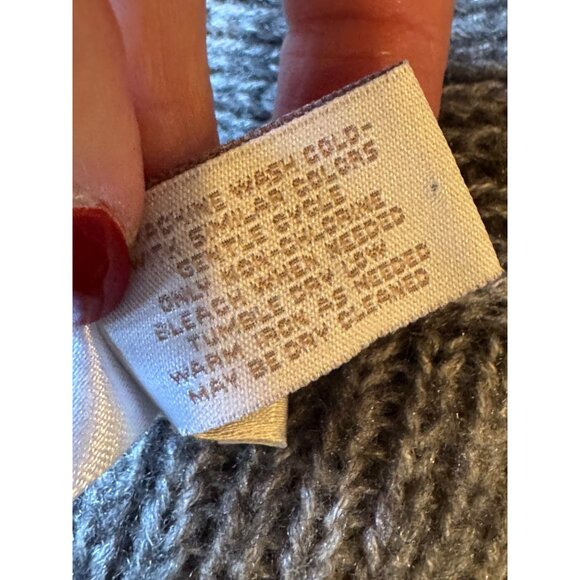 MACHINE WASH COLD-
W/ SIMILAR COLORS
GENTLE CYCLE
ONLY NON-CHLORINE
BLEACH WHEN NEEDED
TUMBLE DRY LOW
WARM IRON AS NEEDED
MAY BE DRY CLEANED